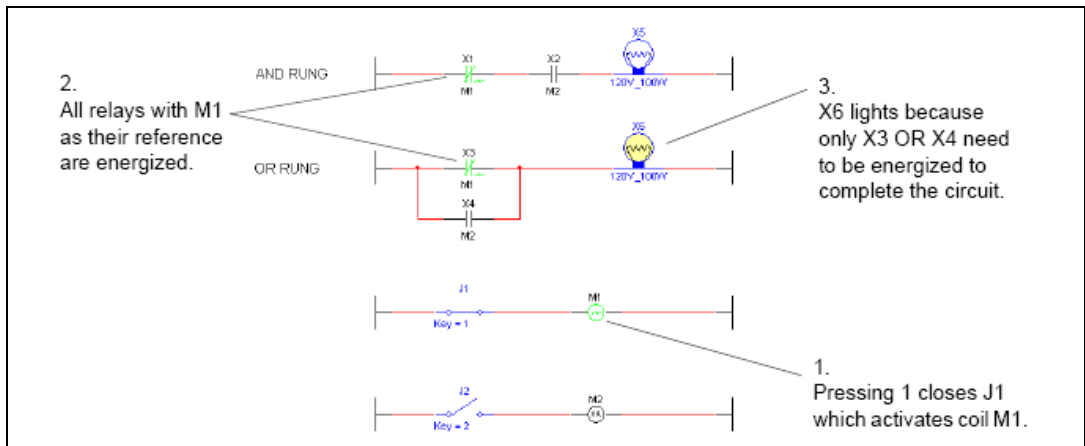 2.
All relays with M1
as their reference
are energized.
AND RUNG
X1
M1
X2
M2
X5
120V_100W
3.
X6 lights because
only X3 OR X4 need
to be energized to
complete the circuit.
OR RUNG
X3
M1
X4
M2
X6
120V_100W
J1
Key = 1
M1
1.
Pressing 1 closes J1
which activates coil M1.
J2
Key = 2
M2